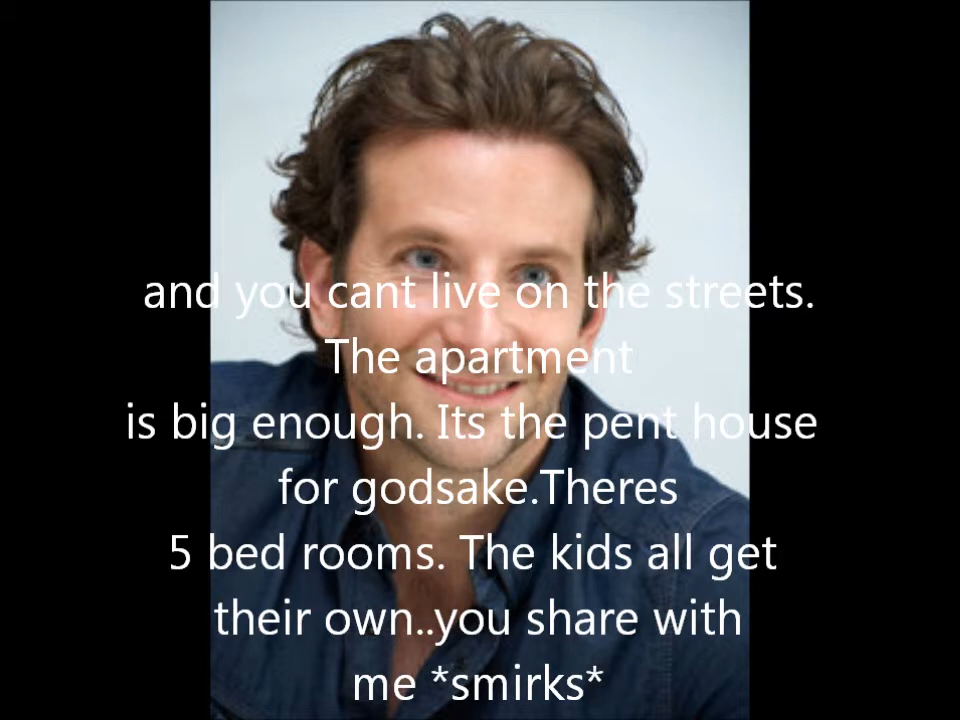 and you cant live on the streets.
The apartment
is big enough. Its the pent house
for godsake.Theres
5 bed rooms. The kids all get
their own..you share with
me *smirks*